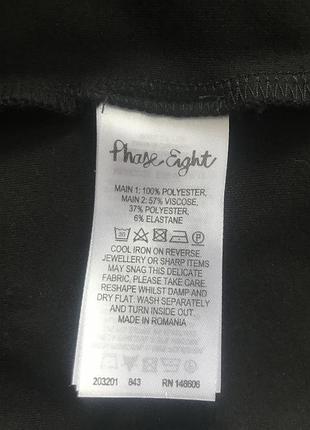 Phase Eight
MAIN 1: 100% POLYESTER,
MAIN 2: 57% VISCOSE,
37% POLYESTER,
6% ELASTANE
30 P
COOL IRON ON REVERSE
JEWELLERY OR SHARP ITEMS
MAY SNAG THIS DELICATE
FABRIC, PLEASE TAKE CARE.
RESHAPE WHILST DAMP AND
DRY FLAT. WASH SEPARATELY
AND TURN INSIDE OUT.
MADE IN ROMANIA
203201 843 RN 148606